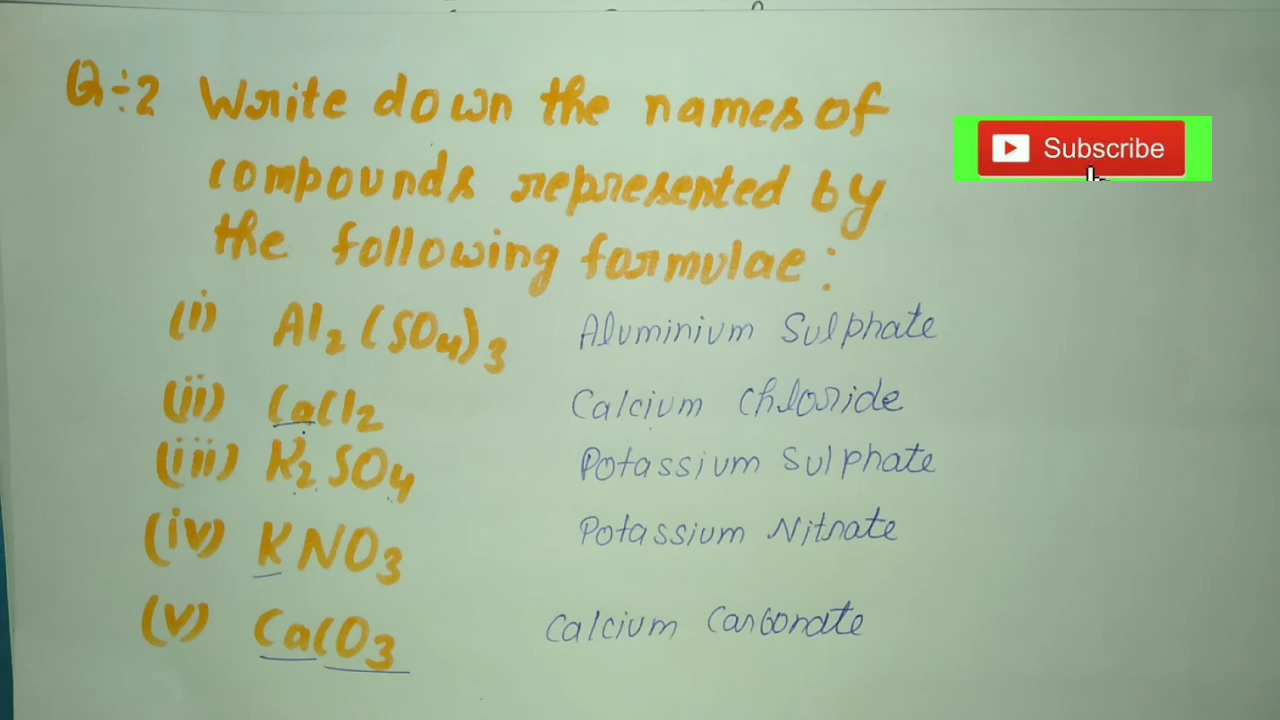 Q÷2 Write down the names of
compounds represented by
the following formulae:
Subscribe
(i) Al₂(SO₄)₃ Aluminium Sulphate
(ii) CaCl₂ Calcium Chloride
(iii) K₂SO₄ Potassium Sulphate
(iv) KNO₃ Potassium Nitrate
(v) CaCO₃ Calcium Carbonate